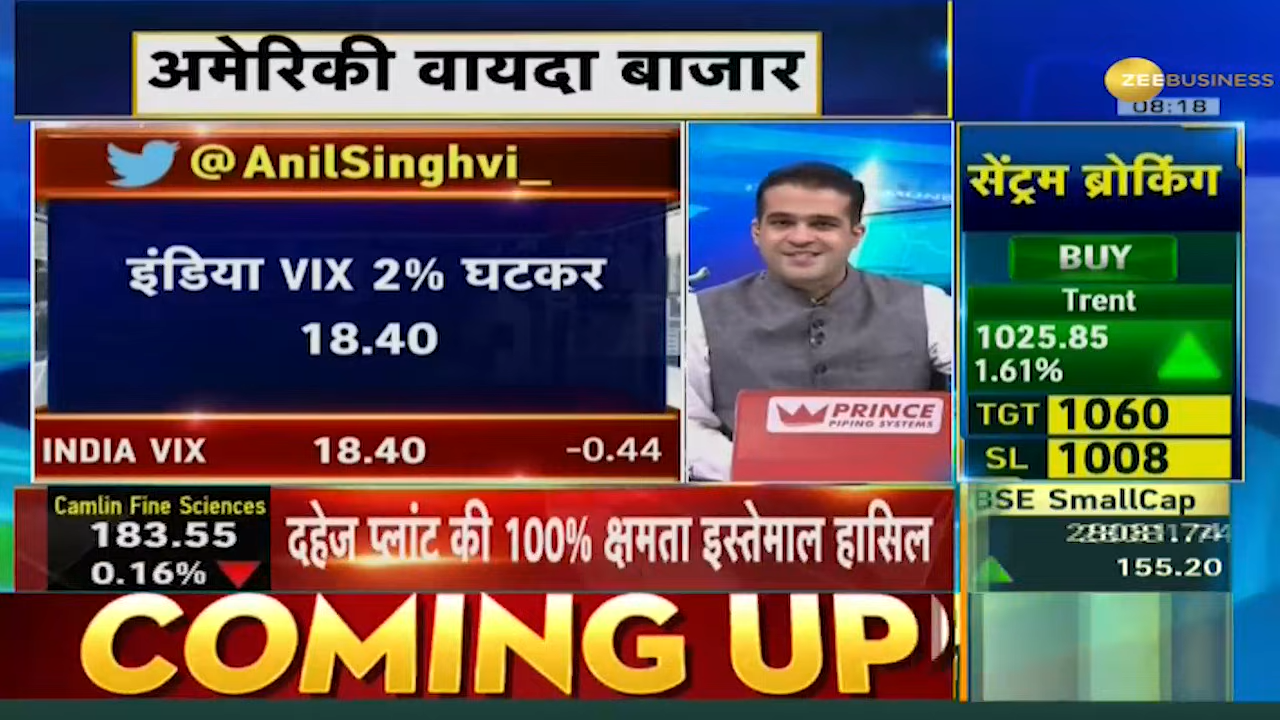 अमेरिकी वायदा बाजार
ZEEBUSINESS
08:18
@AnilSinghvi_
इंडिया VIX 2% घटकर
18.40
INDIA VIX 18.40 -0.44
PRINCE
PIPING SYSTEMS
सेंट्रम ब्रोकिंग
BUY
Trent
1025.85
1.61%
TGT 1060
SL 1008
Camlin Fine Sciences
183.55
0.16%
दहेज प्लांट की 100% क्षमता इस्तेमाल हासिल
BSE SmallCap
155.20
COMING UP